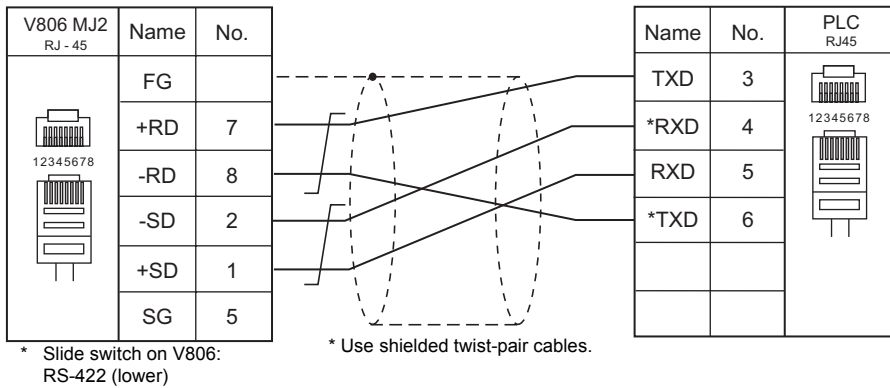 V806 MJ2
RJ - 45
Name
No.
FG
+RD
7
-RD
8
-SD
2
+SD
1
SG
5
12345678
Name
No.
PLC
RJ45
TXD
3
*RXD
4
RXD
5
*TXD
6
12345678
* Slide switch on V806:
RS-422 (lower)
* Use shielded twist-pair cables.